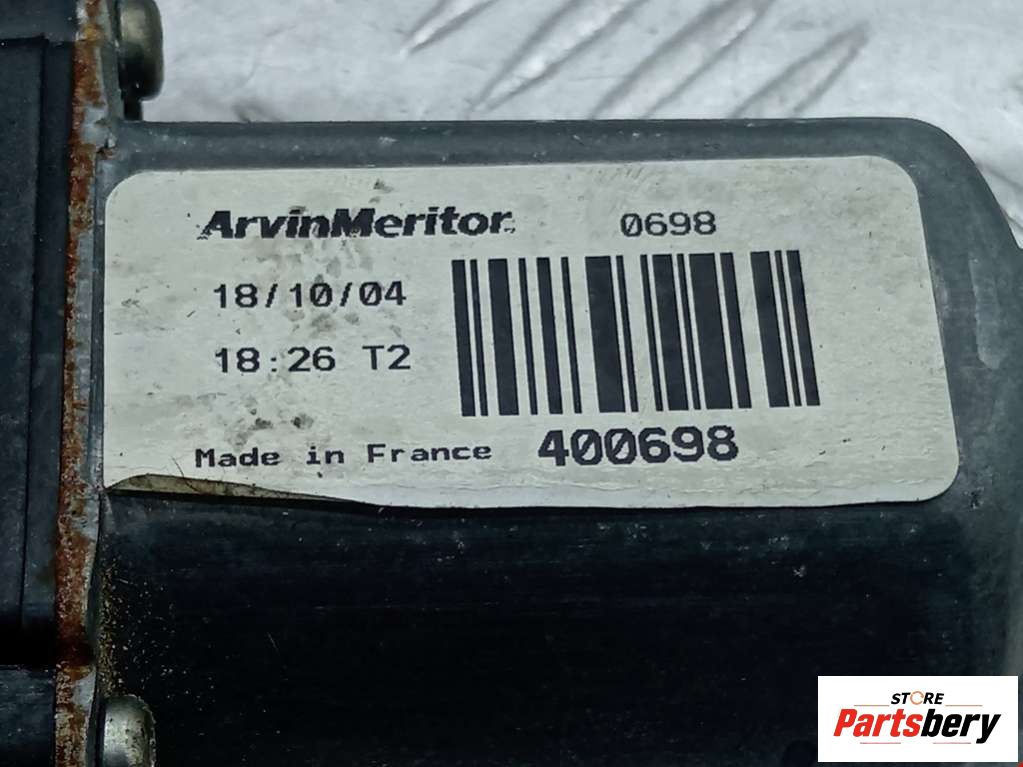 ArvinMeritor 0698
18/10/04
18:26 T2
Made in France 400698
STORE
Partsbery